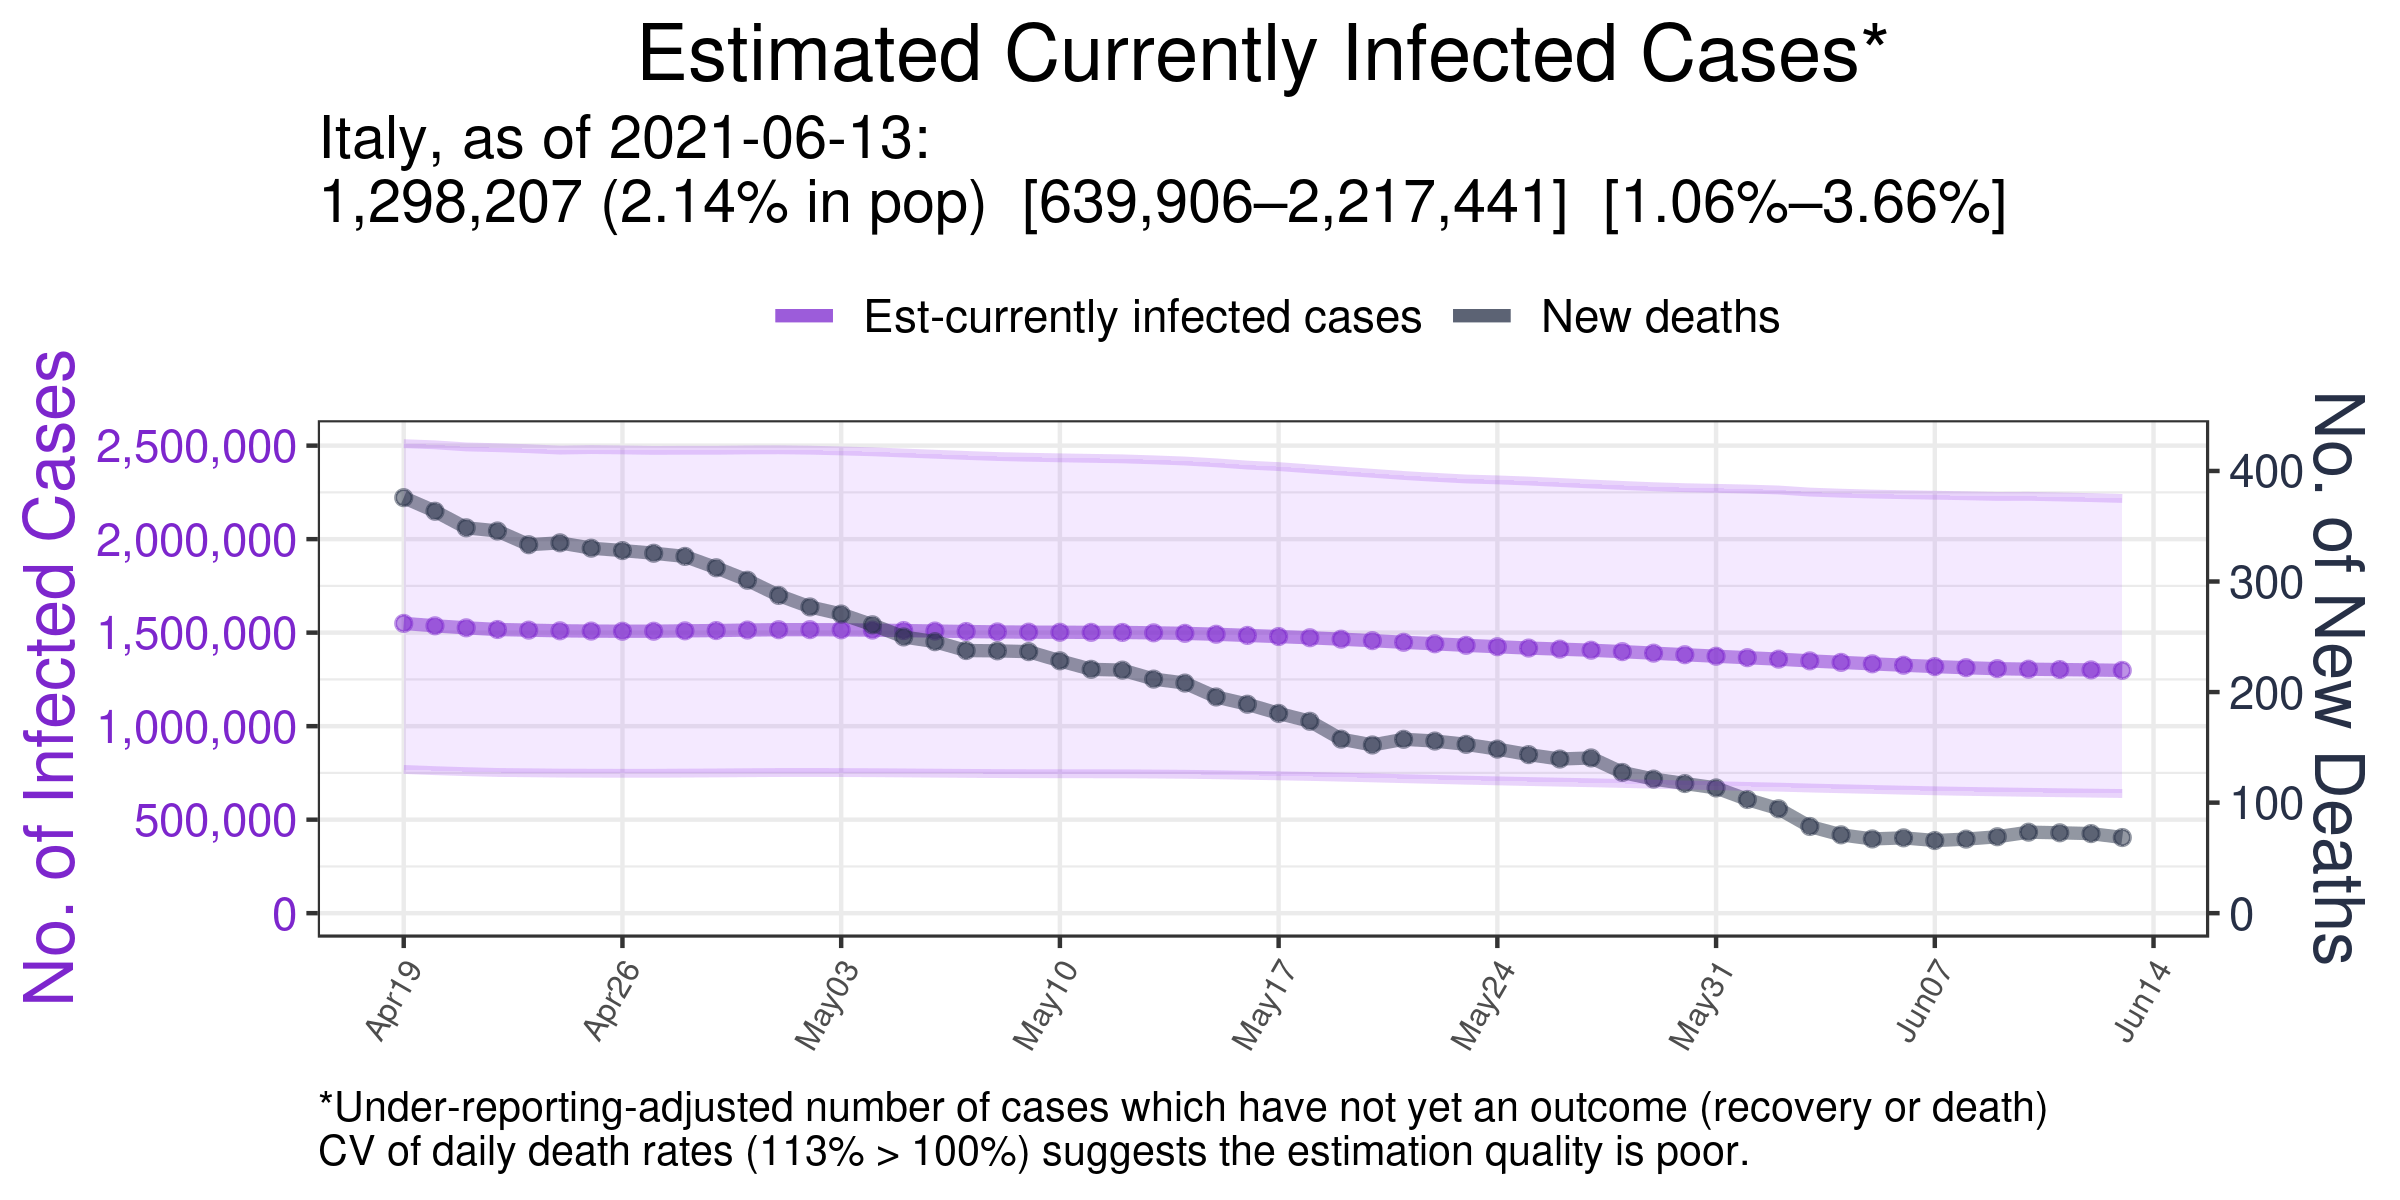 Estimated Currently Infected Cases*
Italy, as of 2021-06-13:
1,298,207 (2.14% in pop)  [639,906–2,217,441]  [1.06%–3.66%]
Est-currently infected cases
New deaths
No. of Infected Cases
2,500,000
2,000,000
1,500,000
1,000,000
500,000
0
400
300
200
100
0
No. of New Deaths
Apr19
Apr26
May03
May10
May17
May24
May31
Jun07
Jun14
*Under-reporting-adjusted number of cases which have not yet an outcome (recovery or death)
CV of daily death rates (113% > 100%) suggests the estimation quality is poor.